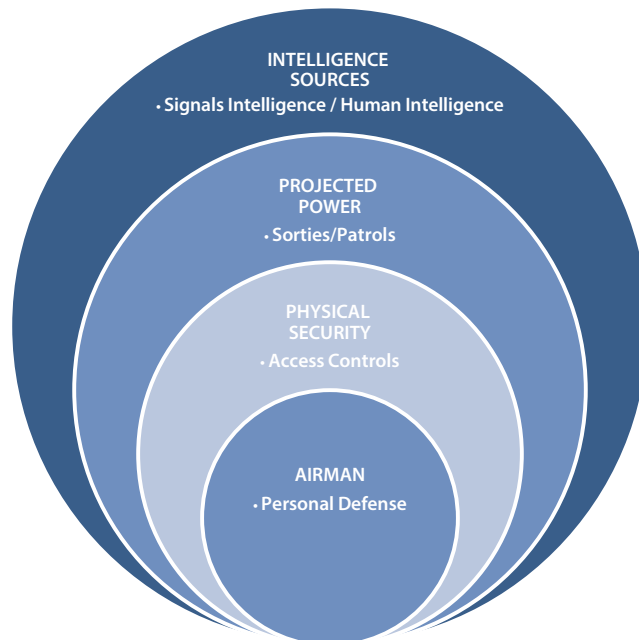 INTELLIGENCE
SOURCES
• Signals Intelligence / Human Intelligence
PROJECTED
POWER
• Sorties/Patrols
PHYSICAL
SECURITY
• Access Controls
AIRMAN
• Personal Defense